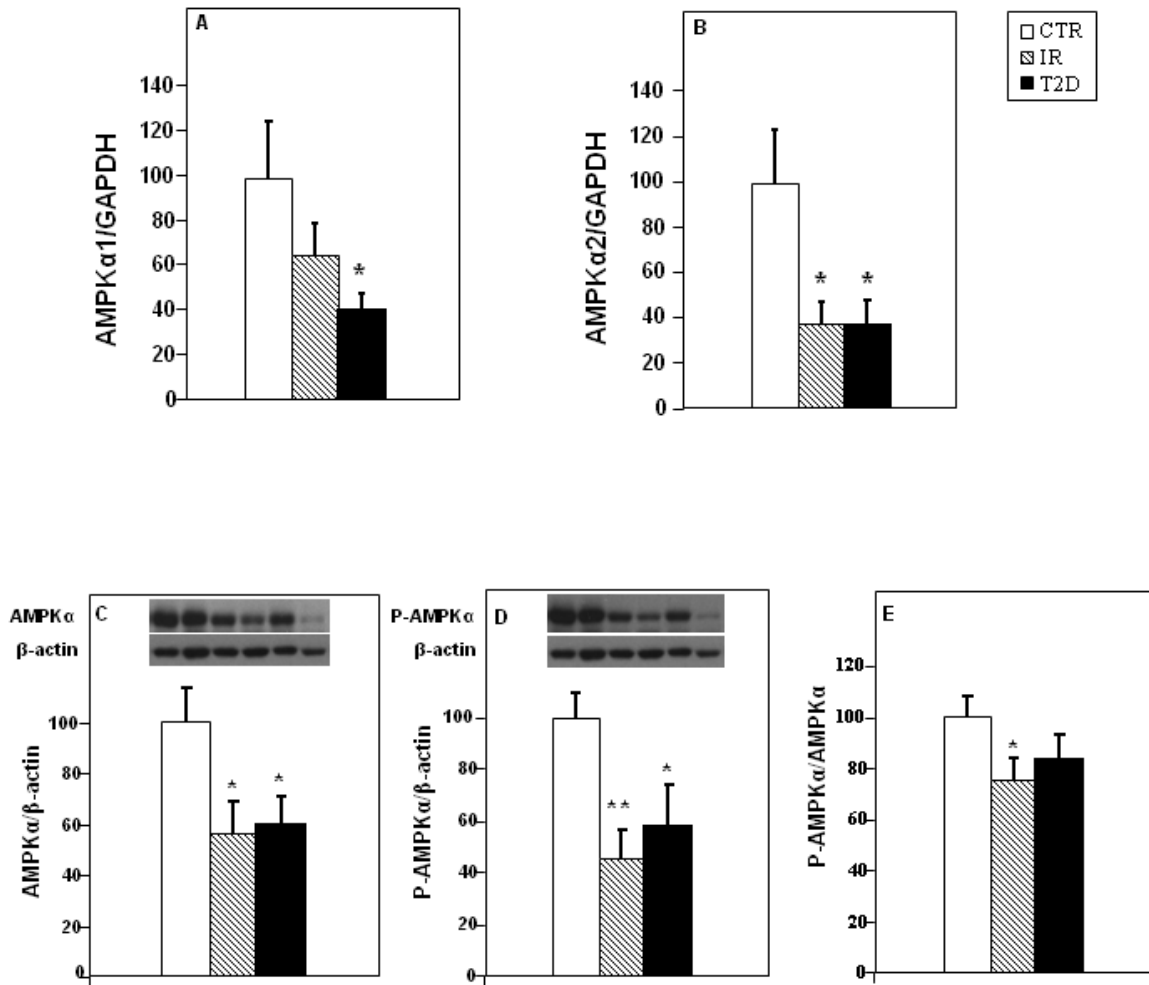 A
AMPKα1/GAPDH
140
120
100
80
60
40
20
0
*
B
AMPKα2/GAPDH
140
120
100
80
60
40
20
0
*
*
CTR
IR
T2D
AMPKα
C
β-actin
AMPKα/β-actin
100
80
60
40
20
0
*
*
P-AMPKα
D
β-actin
P-AMPKα/β-actin
100
80
60
40
20
0
**
*
E
P-AMPKα/AMPKα
120
100
80
60
40
20
0
*